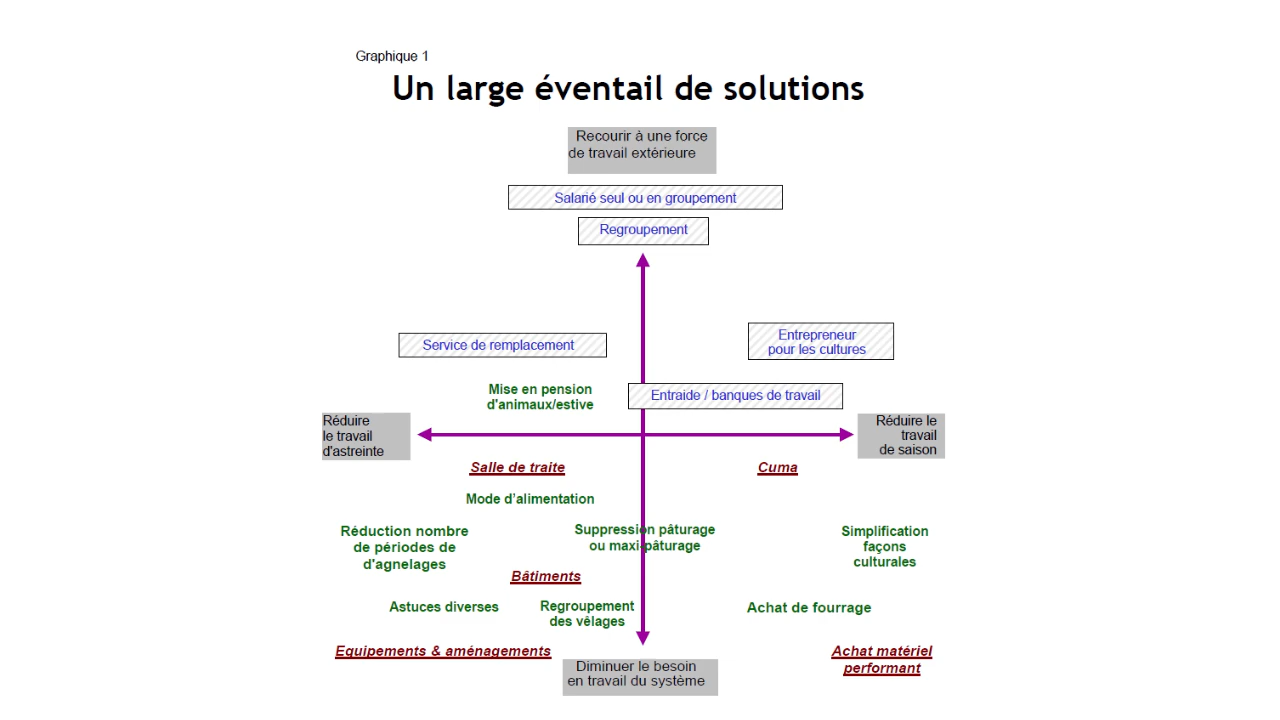 Graphique 1
Un large éventail de solutions
Recourir à une force
de travail extérieure
Salarié seul ou en groupement
Regroupement
Service de remplacement
Entrepreneur
pour les cultures
Mise en pension
d'animaux/estive
Entraide / banques de travail
Réduire
le travail
d'astreinte
Réduire le
travail
de saison
Salle de traite
Cuma
Mode d'alimentation
Réduction nombre
de périodes de
d'agnelages
Suppression pâturage
ou maxi-pâturage
Simplification
façons
culturales
Bâtiments
Astuces diverses
Regroupement
des vêlages
Achat de fourrage
Equipements & aménagements
Achat matériel
performant
Diminuer le besoin
en travail du système